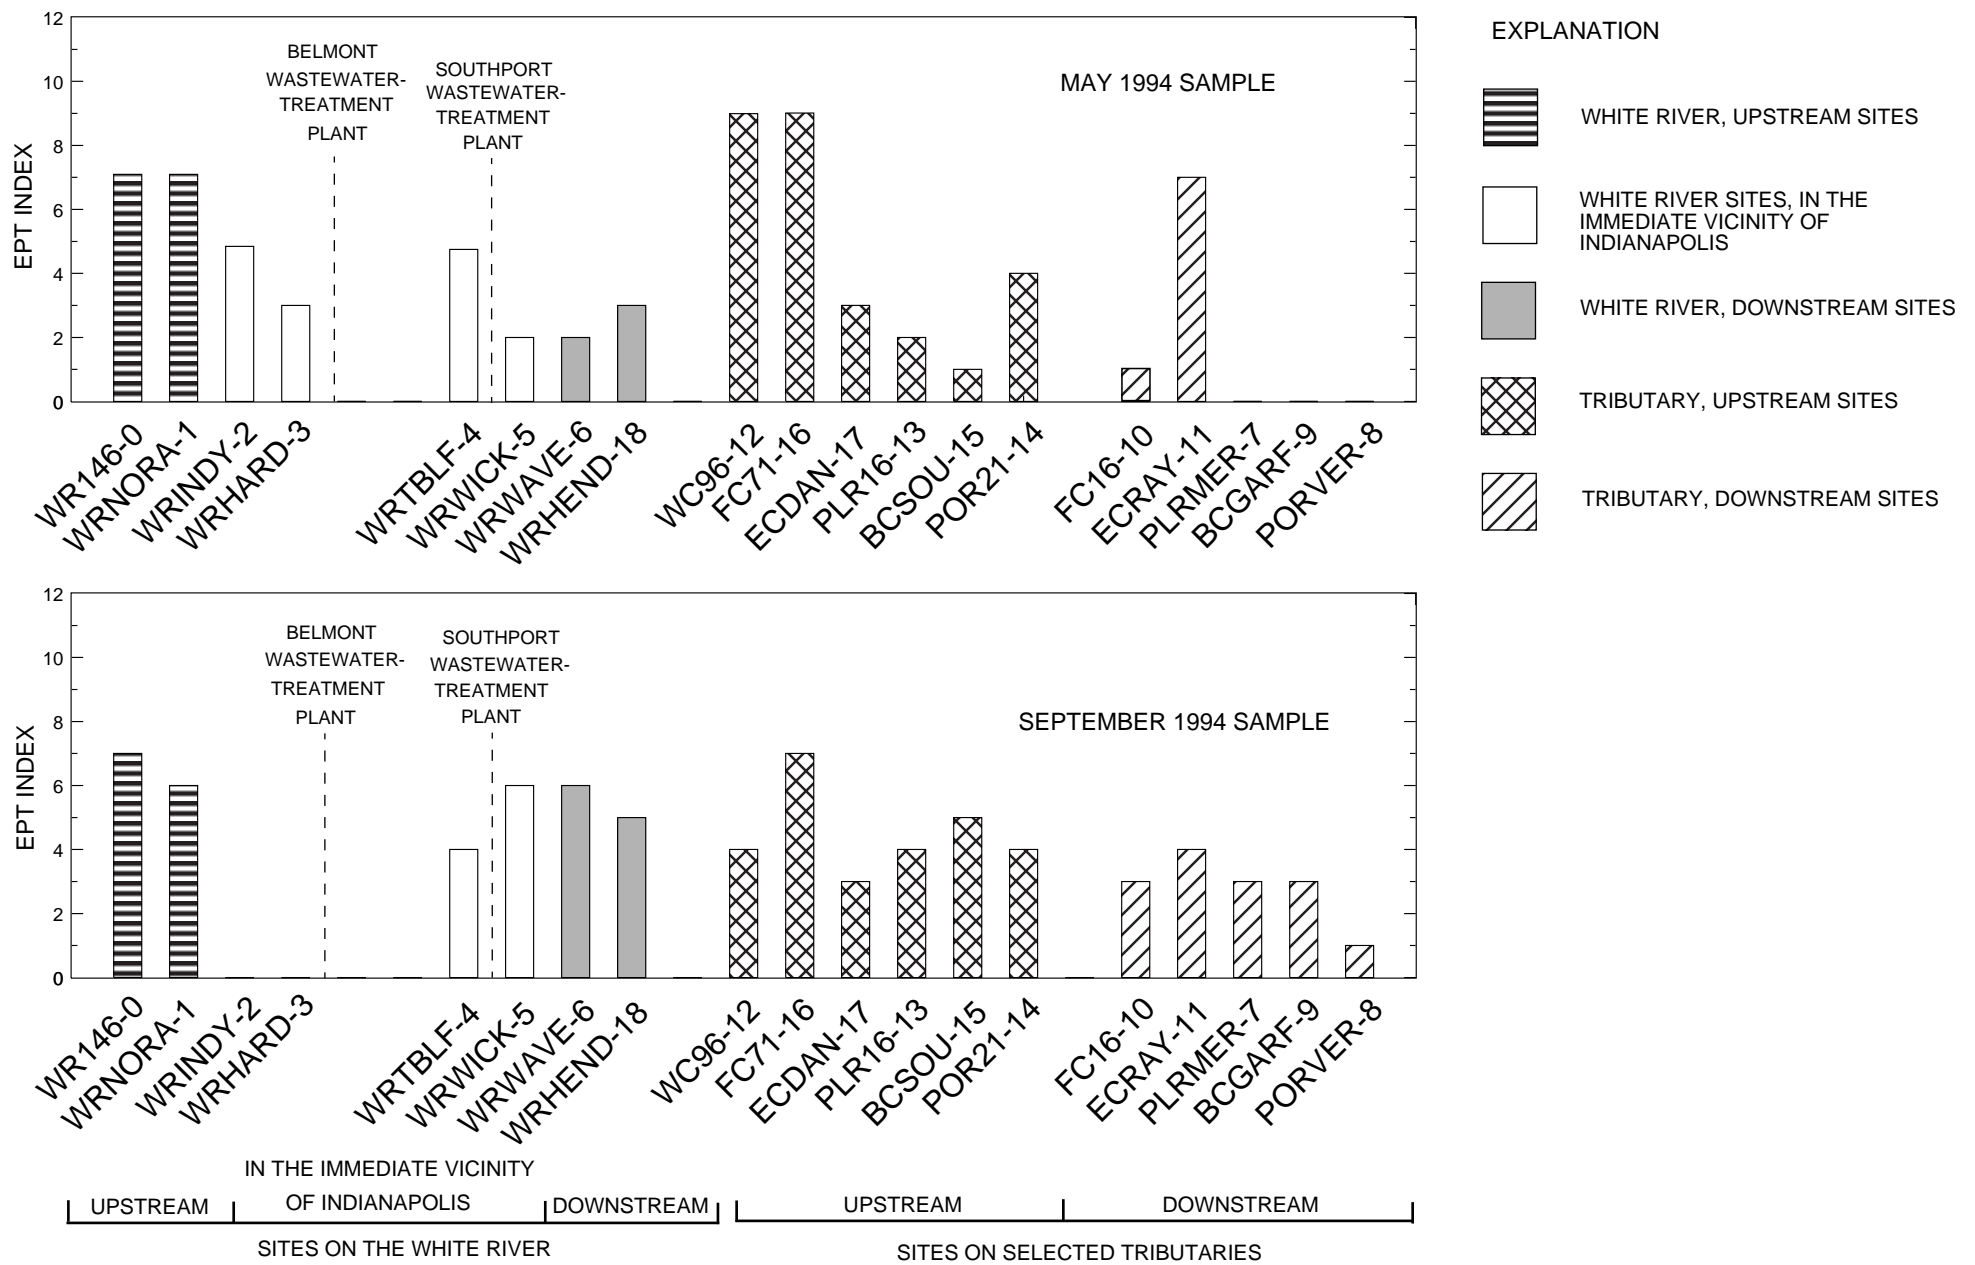 12
10
8
6
4
2
0
EPT INDEX
BELMONT
WASTEWATER-
TREATMENT
PLANT
SOUTHPORT
WASTEWATER-
TREATMENT
PLANT
MAY 1994 SAMPLE
WR146-0
WRNORA-1
WRINDY-2
WRHARD-3
WRTBLF-4
WRWICK-5
WRWAVE-6
WRHEND-18
WC96-12
FC71-16
ECDAN-17
PLR16-13
BCSOU-15
POR21-14
FC16-10
ECRAY-11
PLRMER-7
BCGARF-9
PORVER-8
EXPLANATION
WHITE RIVER, UPSTREAM SITES
WHITE RIVER SITES, IN THE
IMMEDIATE VICINITY OF
INDIANAPOLIS
WHITE RIVER, DOWNSTREAM SITES
TRIBUTARY, UPSTREAM SITES
TRIBUTARY, DOWNSTREAM SITES
12
10
8
6
4
2
0
EPT INDEX
BELMONT
WASTEWATER-
TREATMENT
PLANT
SOUTHPORT
WASTEWATER-
TREATMENT
PLANT
SEPTEMBER 1994 SAMPLE
WR146-0
WRNORA-1
WRINDY-2
WRHARD-3
WRTBLF-4
WRWICK-5
WRWAVE-6
WRHEND-18
WC96-12
FC71-16
ECDAN-17
PLR16-13
BCSOU-15
POR21-14
FC16-10
ECRAY-11
PLRMER-7
BCGARF-9
PORVER-8
UPSTREAM
IN THE IMMEDIATE VICINITY
OF INDIANAPOLIS
DOWNSTREAM
SITES ON THE WHITE RIVER
UPSTREAM
DOWNSTREAM
SITES ON SELECTED TRIBUTARIES